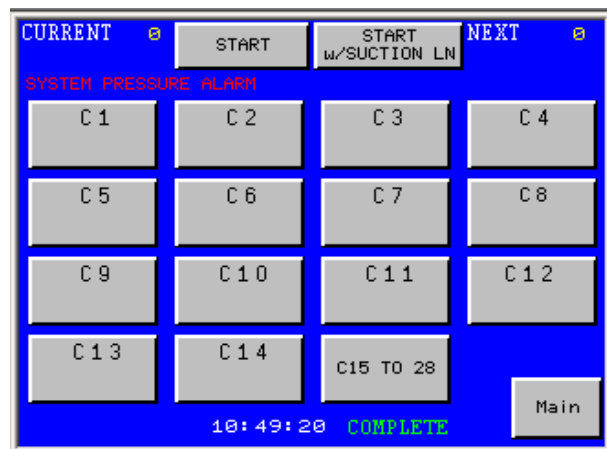 CURRENT 0 START START NEXT 0
w/SUCTION LN
SYSTEM PRESSURE ALARM
C1 C2 C3 C4
C5 C6 C7 C8
C9 C10 C11 C12
C13 C14 C15 TO 28
Main
10:49:20 COMPLETE